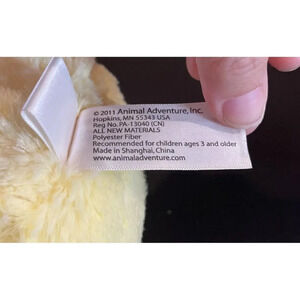 © 2011 Animal Adventure, Inc.
Hopkins, MN 55343 USA
Reg No. PA-13040 (CN)
ALL NEW MATERIALS
Polyester Fiber
Recommended for children ages 3 and older
Made in Shanghai, China
www.animaladventure.com